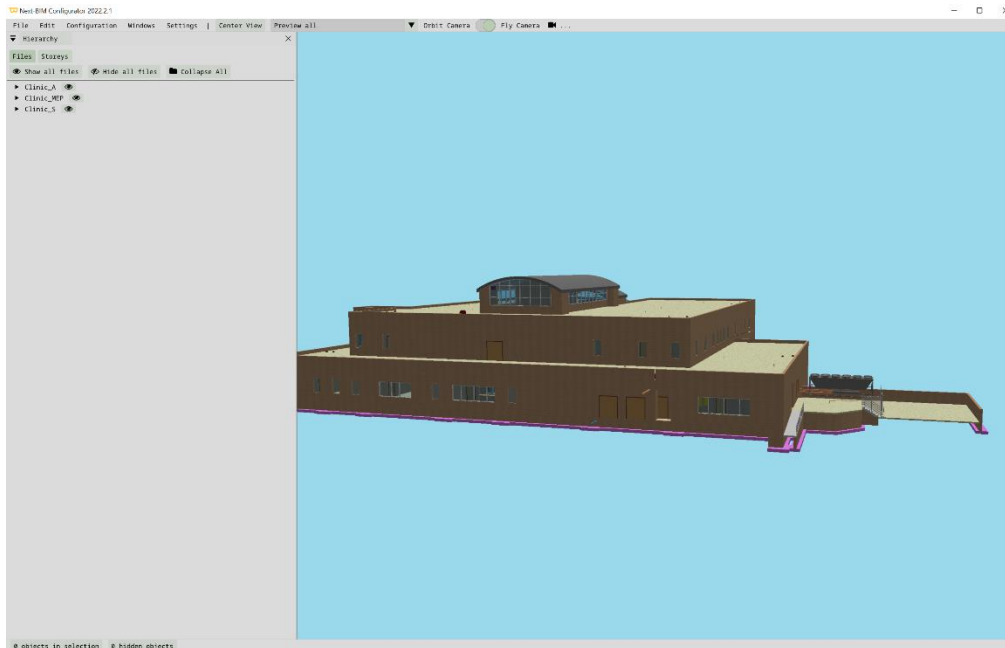 Next-BIM Configurator 2022.2.1
File Edit Configuration Windows Settings | Center View Preview all Orbit Camera Fly Camera ...
Hierarchy
Files Storeys
Show all files Hide all files Collapse All
Clinic_A
Clinic_MEP
Clinic_S
0 objects in selection 0 hidden objects